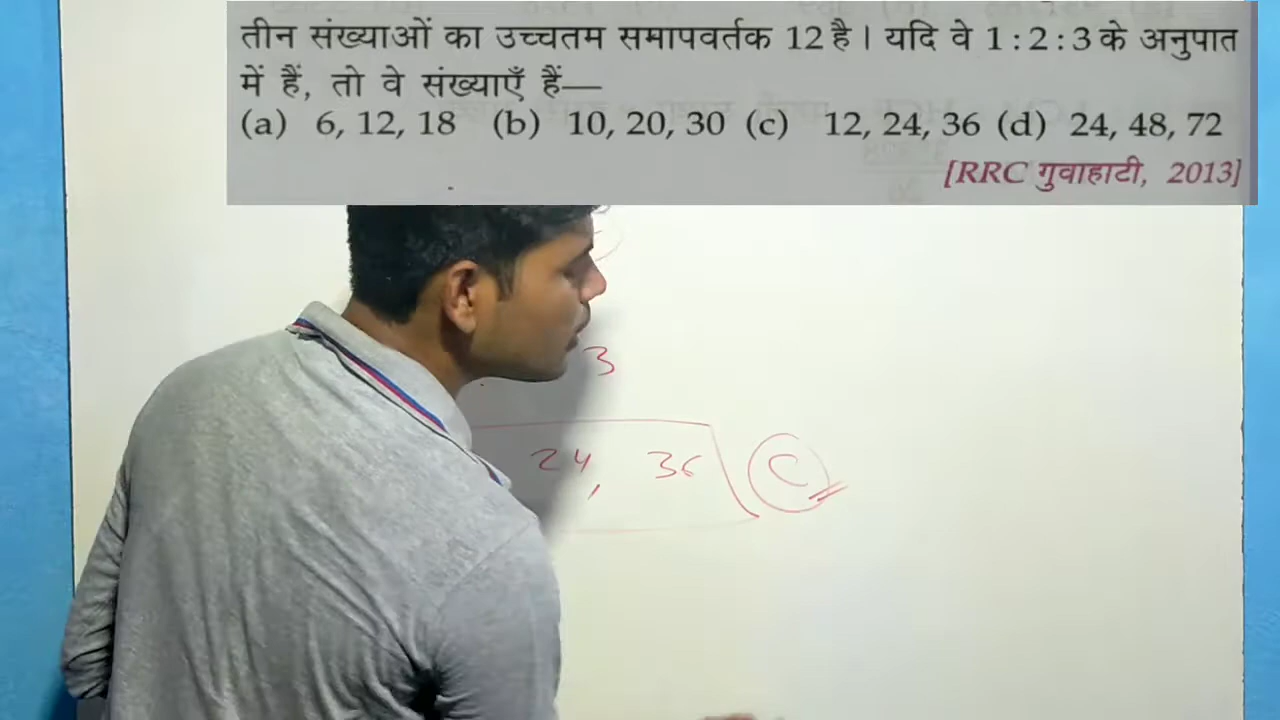 तीन संख्याओं का उच्चतम समापवर्तक 12 है। यदि वे 1 : 2 : 3 के अनुपात
में हैं, तो वे संख्याएँ हैं—
(a) 6, 12, 18 (b) 10, 20, 30 (c) 12, 24, 36 (d) 24, 48, 72
[RRC गुवाहाटी, 2013]
3
24, 36 C